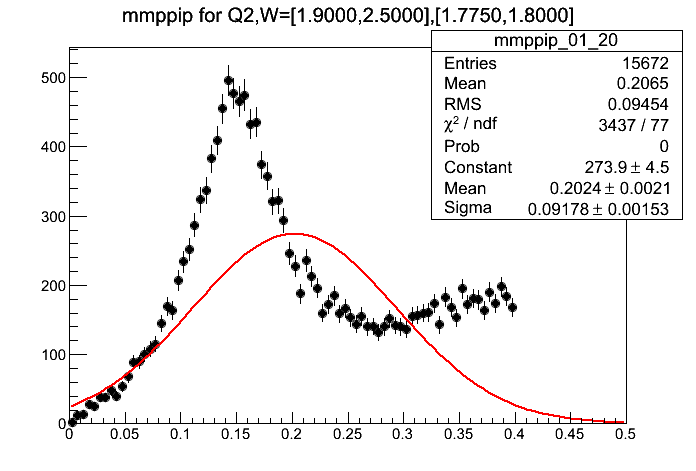 mmppip for Q2,W=[1.9000,2.5000],[1.7750,1.8000]
mmppip_01_20
Entries 15672
Mean 0.2065
RMS 0.09454
χ² / ndf 3437 / 77
Prob 0
Constant 273.9 ± 4.5
Mean 0.2024 ± 0.0021
Sigma 0.09178 ± 0.00153
500
400
300
200
100
0
0 0.05 0.1 0.15 0.2 0.25 0.3 0.35 0.4 0.45 0.5